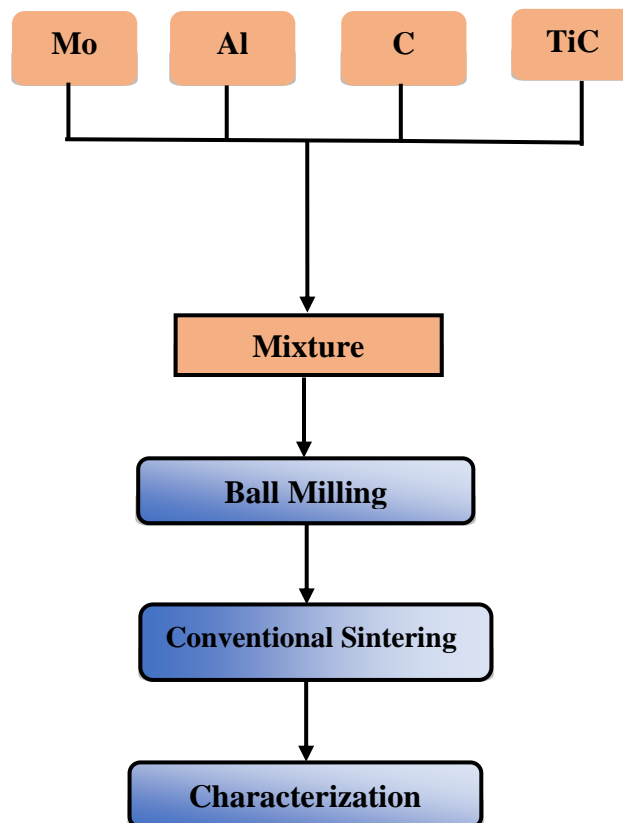 Mo
Al
C
TiC
Mixture
Ball Milling
Conventional Sintering
Characterization